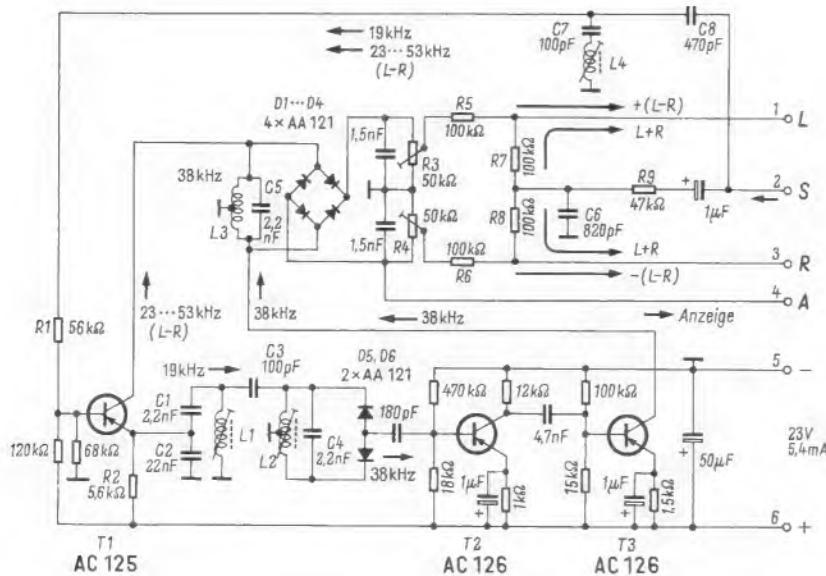 19 kHz
23...53 kHz
(L-R)
C7
100pF
L4
C8
470pF
D1...D4
4×AA 121
R5
100kΩ
+(L-R)
1 L
L+R
38kHz
C5
2,2
nF
L3
1,5nF
R3
50kΩ
R7
100kΩ
R9
47kΩ
+
1µF
2 S
1,5nF
50kΩ
R4
R8
100kΩ
C6
820pF
100kΩ
R6
L+R
3 R
-(L-R)
4 A
23...53kHz
(L-R)
38kHz
38kHz
Anzeige
R1
56kΩ
19kHz
C3
100pF
D5, D6
2×AA 121
5 -
C1
2,2nF
L1
C2
22nF
L2
C4
2,2nF
180pF
38kHz
470kΩ
12kΩ
100kΩ
4,7nF
120kΩ
68kΩ
R2
5,6kΩ
18kΩ
1µF
+
1kΩ
15kΩ
1µF
+
1,5kΩ
+
50µF
23V
5,4mA
6 +
T1
AC 125
T2
AC 126
T3
AC 126